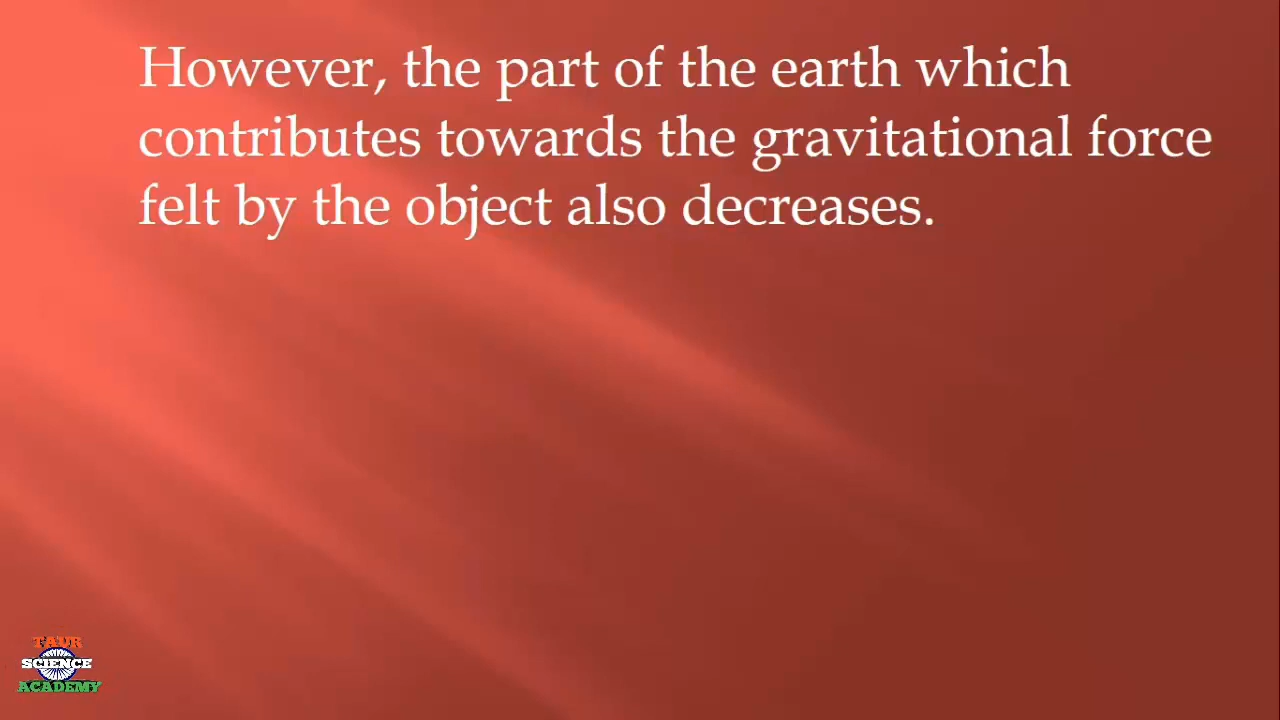 However, the part of the earth which
contributes towards the gravitational force
felt by the object also decreases.
TAUR
SCIENCE
ACADEMY